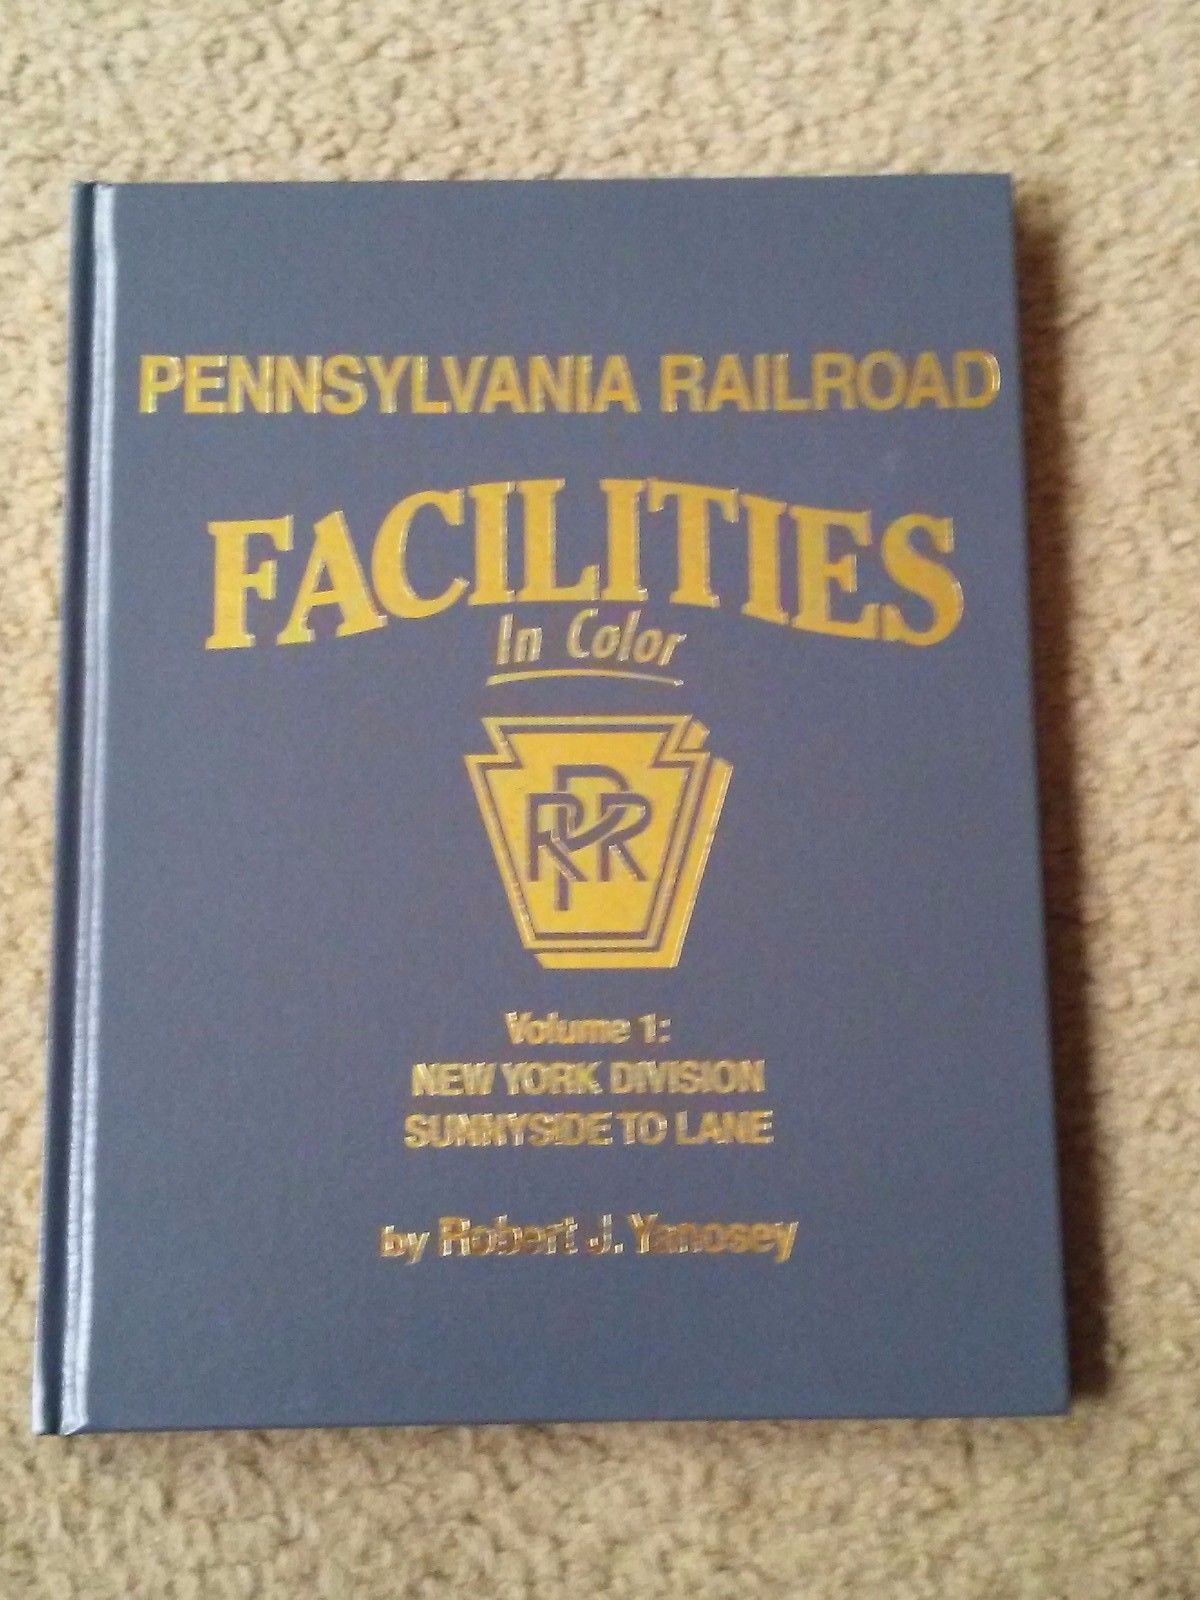 PENNSYLVANIA RAILROAD
FACILITIES
In Color
PRR
Volume 1:
NEW YORK DIVISION
SUNNYSIDE TO LANE
by Robert J. Yanosey